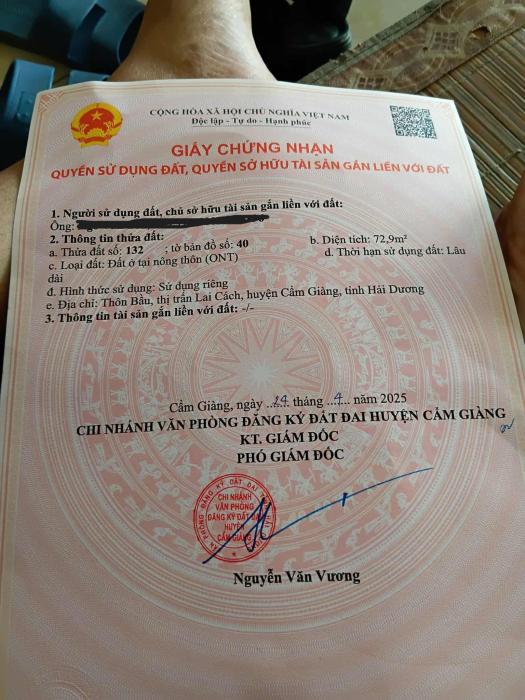 CỘNG HÒA XÃ HỘI CHỦ NGHĨA VIỆT NAM
Độc lập - Tự do - Hạnh phúc
GIẤY CHỨNG NHẬN
QUYỀN SỬ DỤNG ĐẤT, QUYỀN SỞ HỮU TÀI SẢN GẮN LIỀN VỚI ĐẤT
1. Người sử dụng đất, chủ sở hữu tài sản gắn liền với đất:
Ông:
2. Thông tin thửa đất:
a. Thửa đất số: 132 ; tờ bản đồ số: 40 b. Diện tích: 72,9m²
c. Loại đất: Đất ở tại nông thôn (ONT) d. Thời hạn sử dụng đất: Lâu
dài
đ. Hình thức sử dụng: Sử dụng riêng
e. Địa chỉ: Thôn Bầu, thị trấn Lai Cách, huyện Cẩm Giàng, tỉnh Hải Dương
3. Thông tin tài sản gắn liền với đất: -/-
Cẩm Giàng, ngày ... tháng ..4.. năm 2025
CHI NHÁNH VĂN PHÒNG ĐĂNG KÝ ĐẤT ĐAI HUYỆN CẨM GIÀNG
KT. GIÁM ĐỐC
PHÓ GIÁM ĐỐC
CHI NHÁNH
VĂN PHÒNG
ĐĂNG KÝ ĐẤT ĐAI
HUYỆN
CẨM GIÀNG
Nguyễn Văn Vương